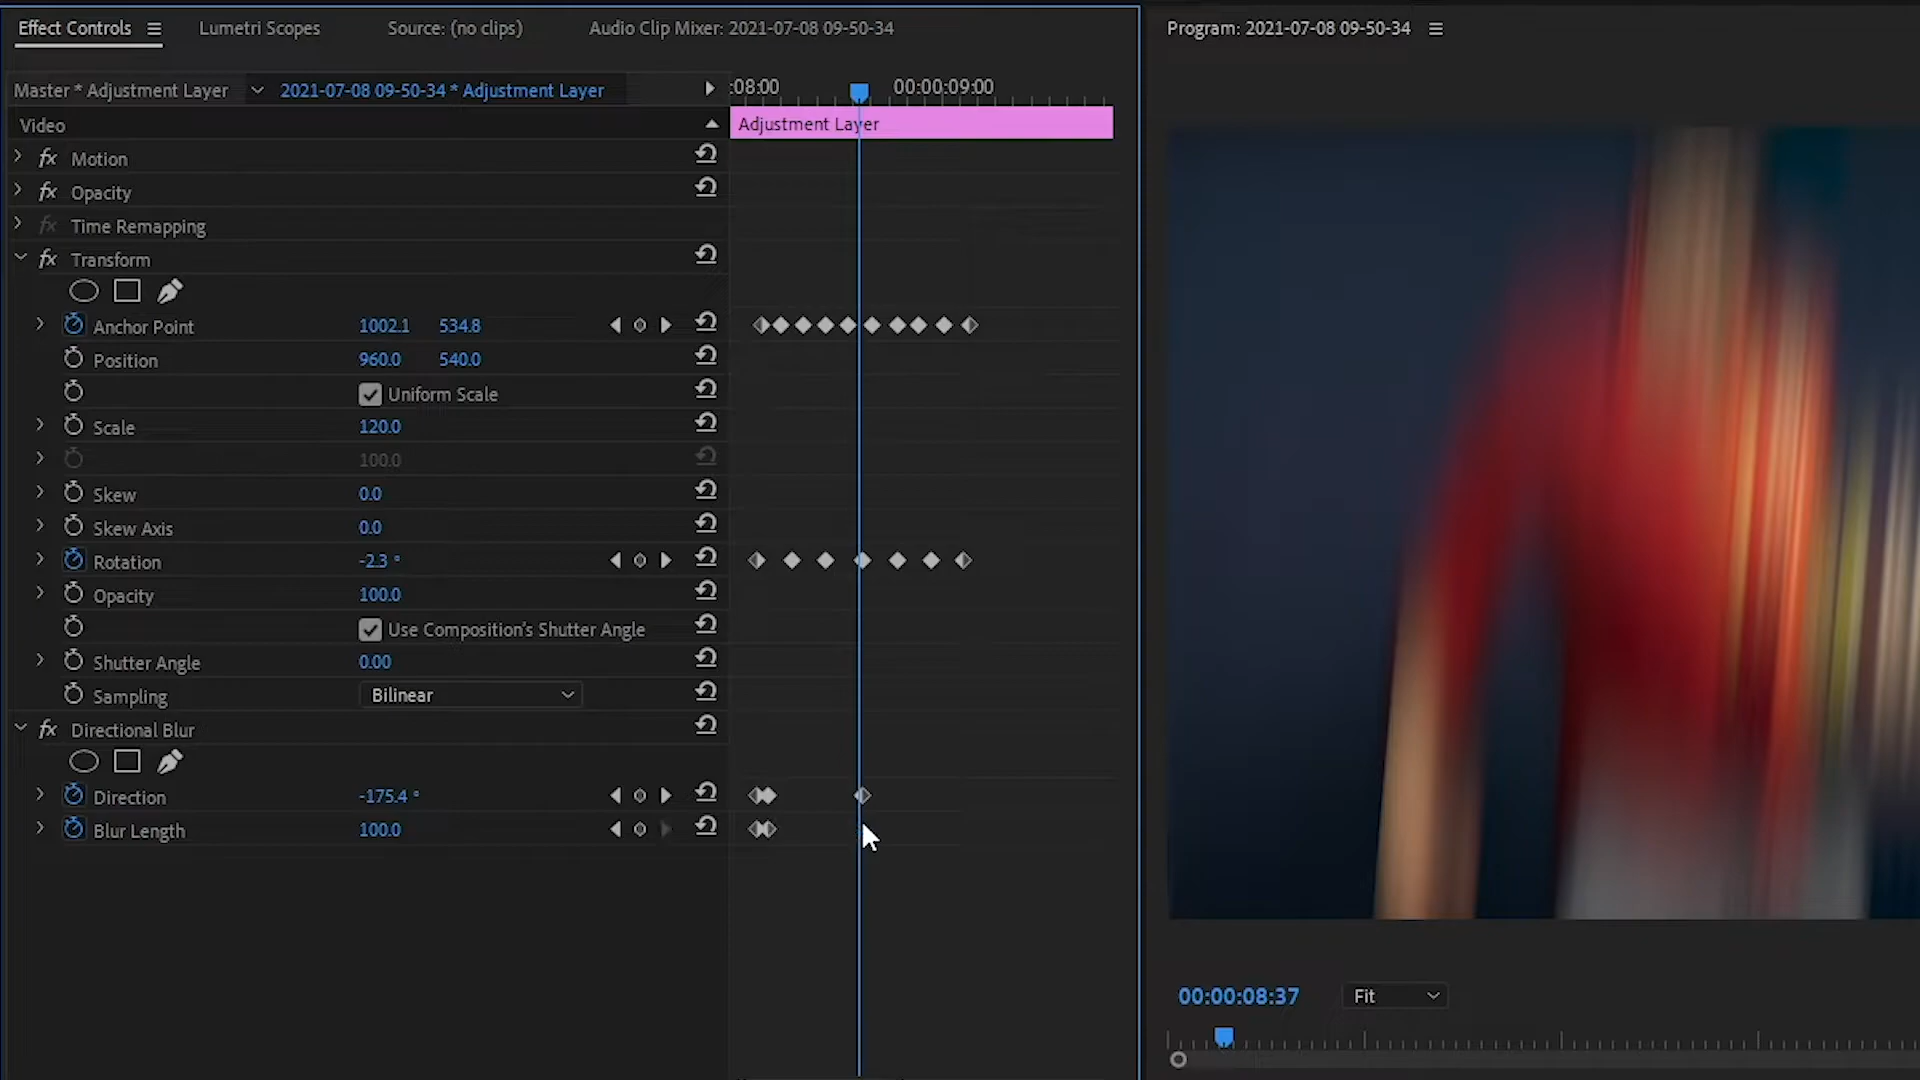 Effect Controls
Lumetri Scopes
Source: (no clips)
Audio Clip Mixer: 2021-07-08 09-50-34
Program: 2021-07-08 09-50-34
Master * Adjustment Layer
2021-07-08 09-50-34 * Adjustment Layer
:08:00
00:00:09:00
Video
Adjustment Layer
fx Motion
fx Opacity
fx Time Remapping
fx Transform
Anchor Point 1002.1 534.8
Position 960.0 540.0
Uniform Scale
Scale 120.0
100.0
Skew 0.0
Skew Axis 0.0
Rotation -2.3 °
Opacity 100.0
Use Composition's Shutter Angle
Shutter Angle 0.00
Sampling Bilinear
fx Directional Blur
Direction -175.4 °
Blur Length 100.0
00:00:08:37
Fit